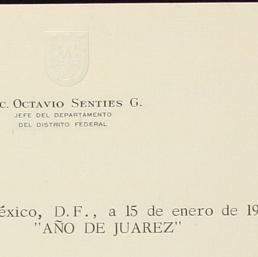 C. OCTAVIO SENTIES G.
JEFE DEL DEPARTAMENTO
DEL DISTRITO FEDERAL
éxico, D.F., a 15 de enero de 19
"AÑO DE JUAREZ"